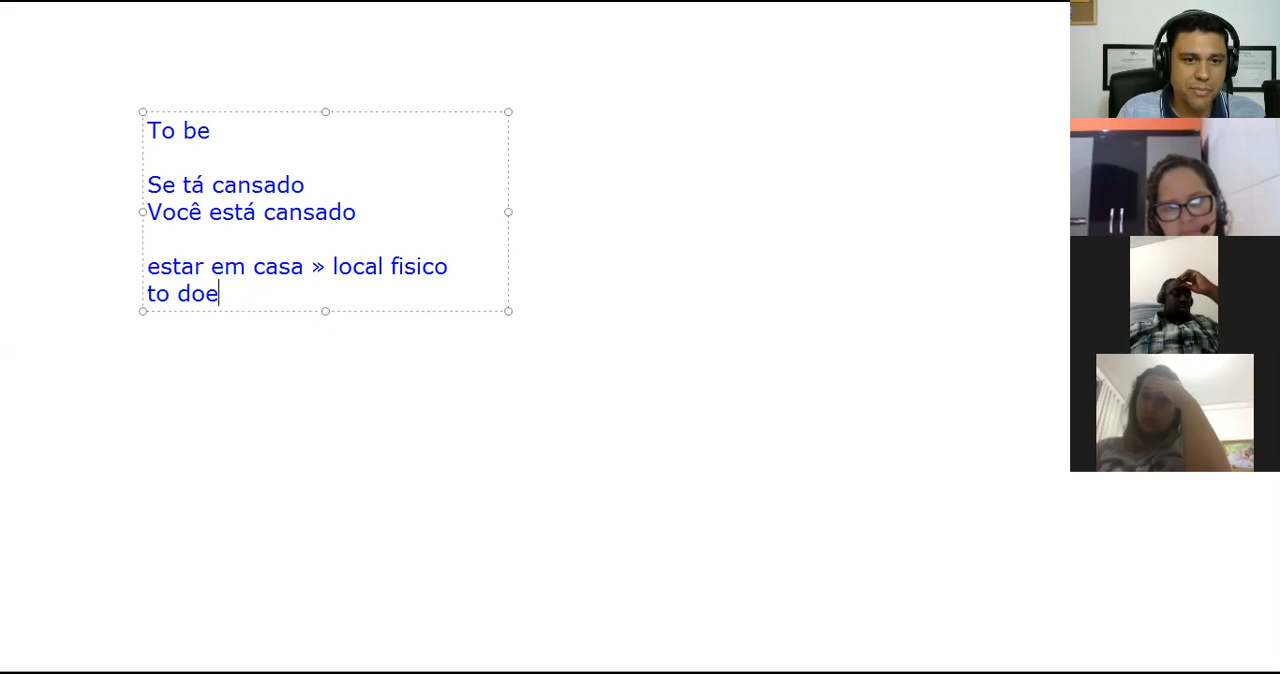 To be
Se tá cansado
Você está cansado
estar em casa » local fisico
to doe